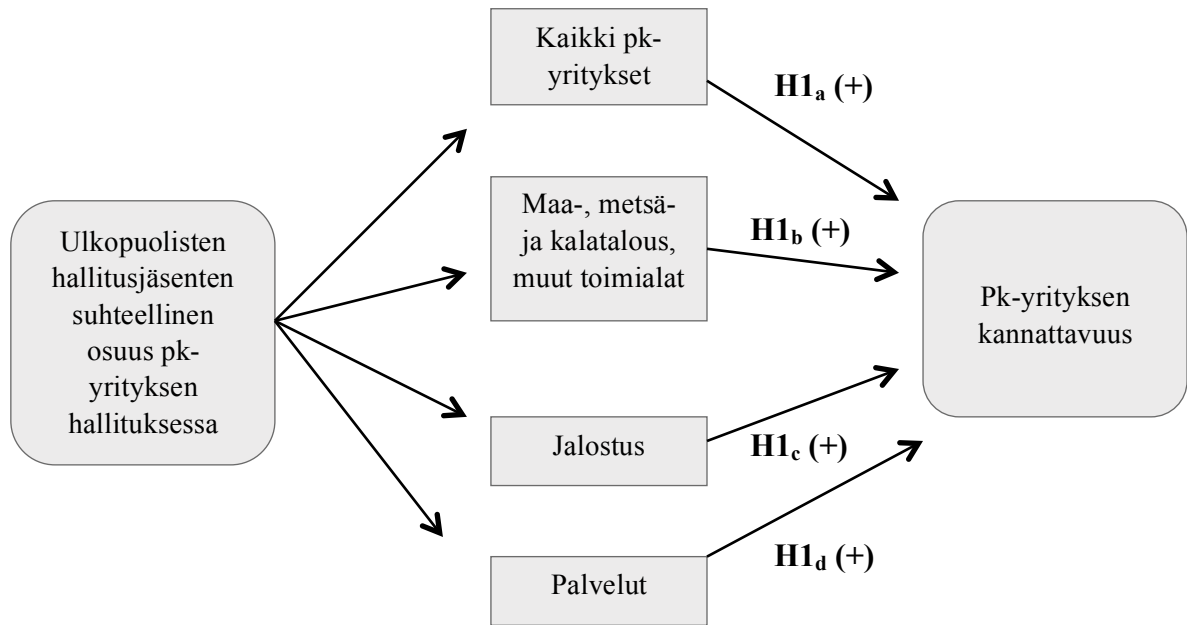 Ulkopuolisten
hallitusjäsenten
suhteellinen
osuus pk-
yrityksen
hallituksessa
Kaikki pk-
yritykset
Maa-, metsä-
ja kalatalous,
muut toimialat
Jalostus
Palvelut
H1a (+)
H1b (+)
H1c (+)
H1d (+)
Pk-yrityksen
kannattavuus